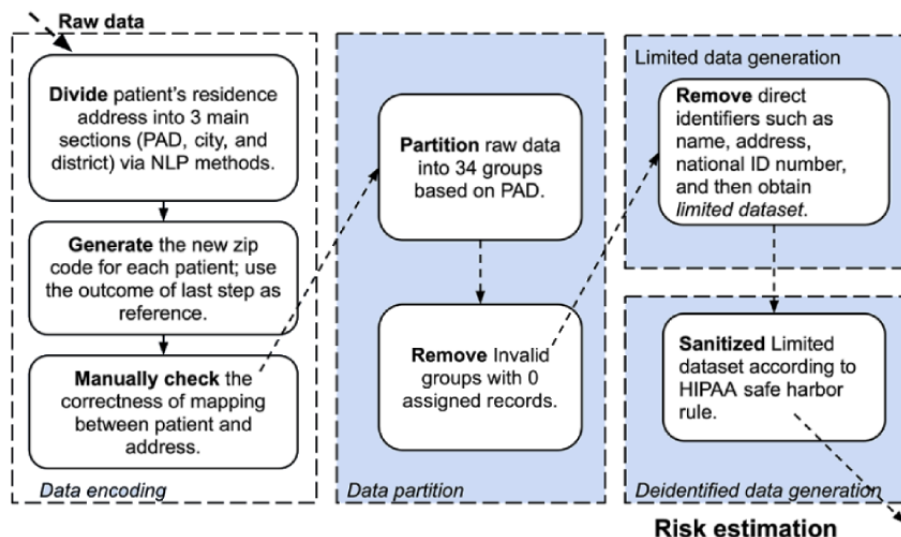 Raw data
Divide patient's residence
address into 3 main
sections (PAD, city, and
district) via NLP methods.
Generate the new zip
code for each patient; use
the outcome of last step as
reference.
Manually check the
correctness of mapping
between patient and
address.
Data encoding
Partition raw data
into 34 groups
based on PAD.
Remove Invalid
groups with 0
assigned records.
Data partition
Limited data generation
Remove direct
identifiers such as
name, address,
national ID number,
and then obtain
limited dataset.
Sanitized Limited
dataset according to
HIPAA safe harbor
rule.
Deidentified data generation
Risk estimation